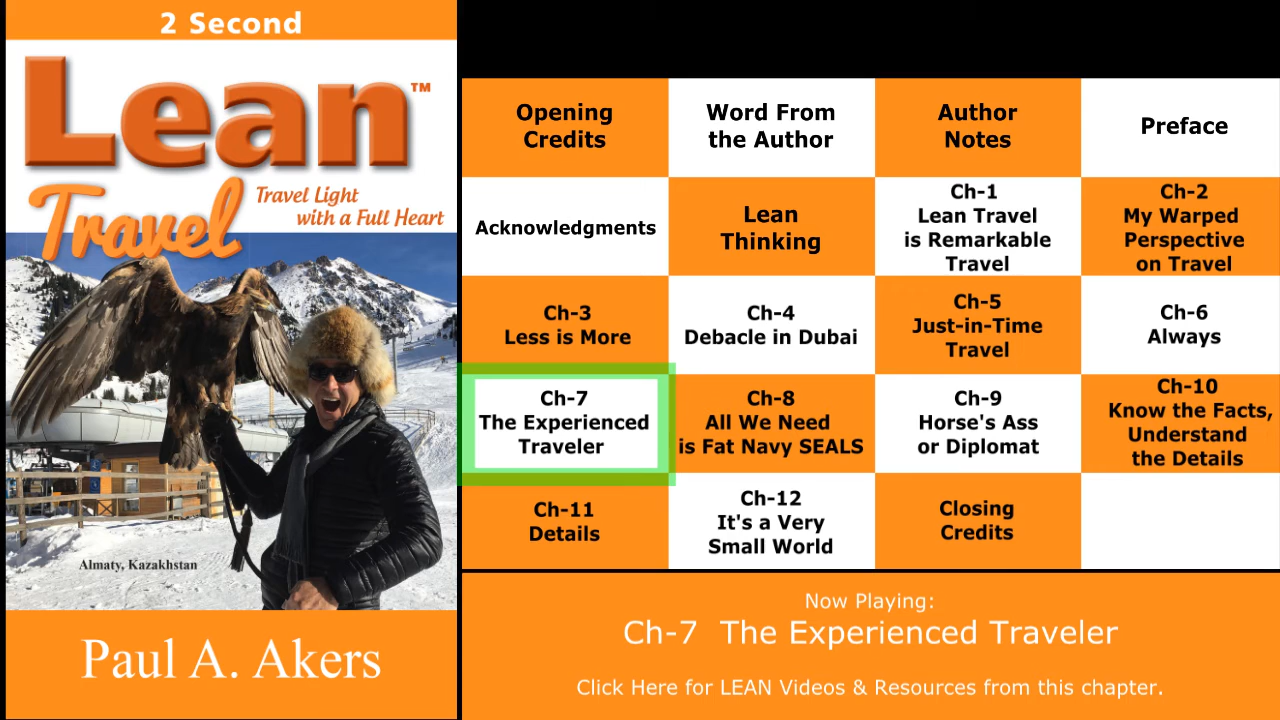 2 Second
Lean™
Travel
Travel Light
with a Full Heart
Almaty, Kazakhstan
Paul A. Akers
Opening
Credits
Word From
the Author
Author
Notes
Preface
Acknowledgments
Lean
Thinking
Ch-1
Lean Travel
is Remarkable
Travel
Ch-2
My Warped
Perspective
on Travel
Ch-3
Less is More
Ch-4
Debacle in Dubai
Ch-5
Just-in-Time
Travel
Ch-6
Always
Ch-7
The Experienced
Traveler
Ch-8
All We Need
is Fat Navy SEALS
Ch-9
Horse's Ass
or Diplomat
Ch-10
Know the Facts,
Understand
the Details
Ch-11
Details
Ch-12
It's a Very
Small World
Closing
Credits
Now Playing:
Ch-7 The Experienced Traveler
Click Here for LEAN Videos & Resources from this chapter.